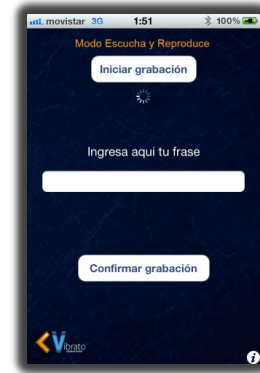 movistar 3G 1:51 100%
Modo Escucha y Reproduce
Iniciar grabación
Ingresa aqui tu frase
Confirmar grabación
Vibrato